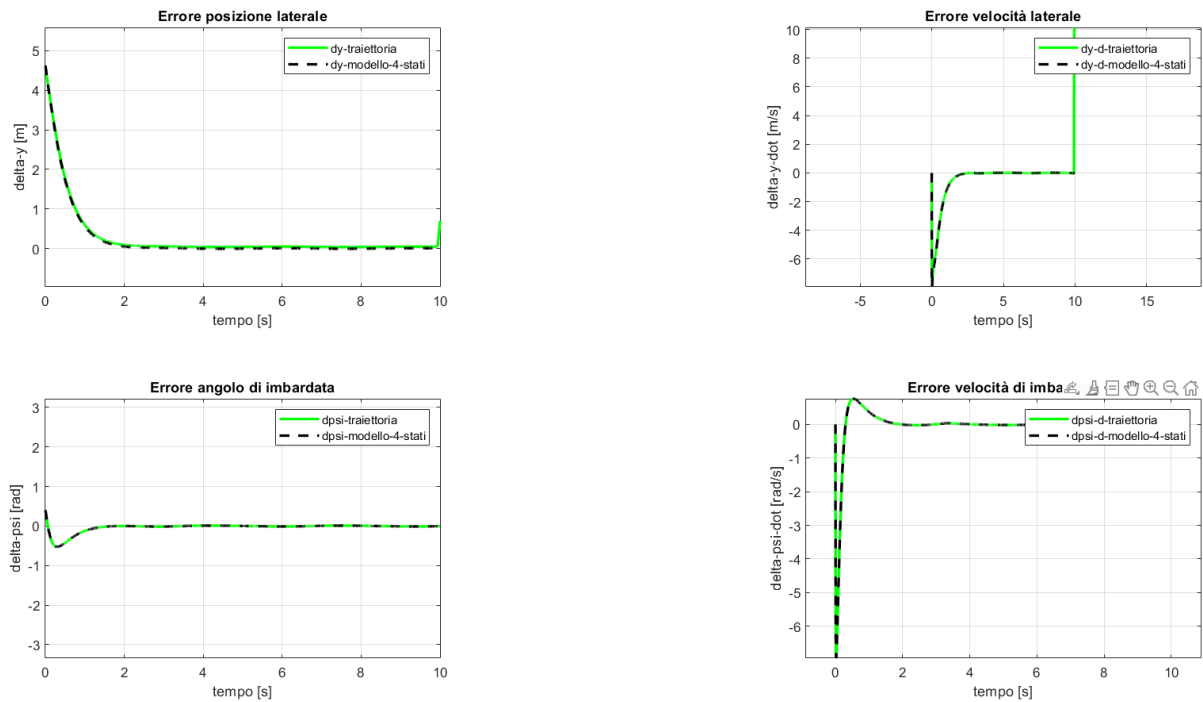 Errore posizione laterale
dy-traiettoria
dy-modello-4-stati
delta-y [m]
5
4
3
2
1
0
0 2 4 6 8 10
tempo [s]
Errore velocità laterale
dy-d-traiettoria
dy-d-modello-4-stati
delta-y-dot [m/s]
10
8
6
4
2
0
-2
-4
-6
-5 0 5 10 15
tempo [s]
Errore angolo di imbardata
dpsi-traiettoria
dpsi-modello-4-stati
delta-psi [rad]
3
2
1
0
-1
-2
-3
0 2 4 6 8 10
tempo [s]
Errore velocità di imba
dpsi-d-traiettoria
dpsi-d-modello-4-stati
delta-psi-dot [rad/s]
0
-1
-2
-3
-4
-5
-6
0 2 4 6 8 10
tempo [s]